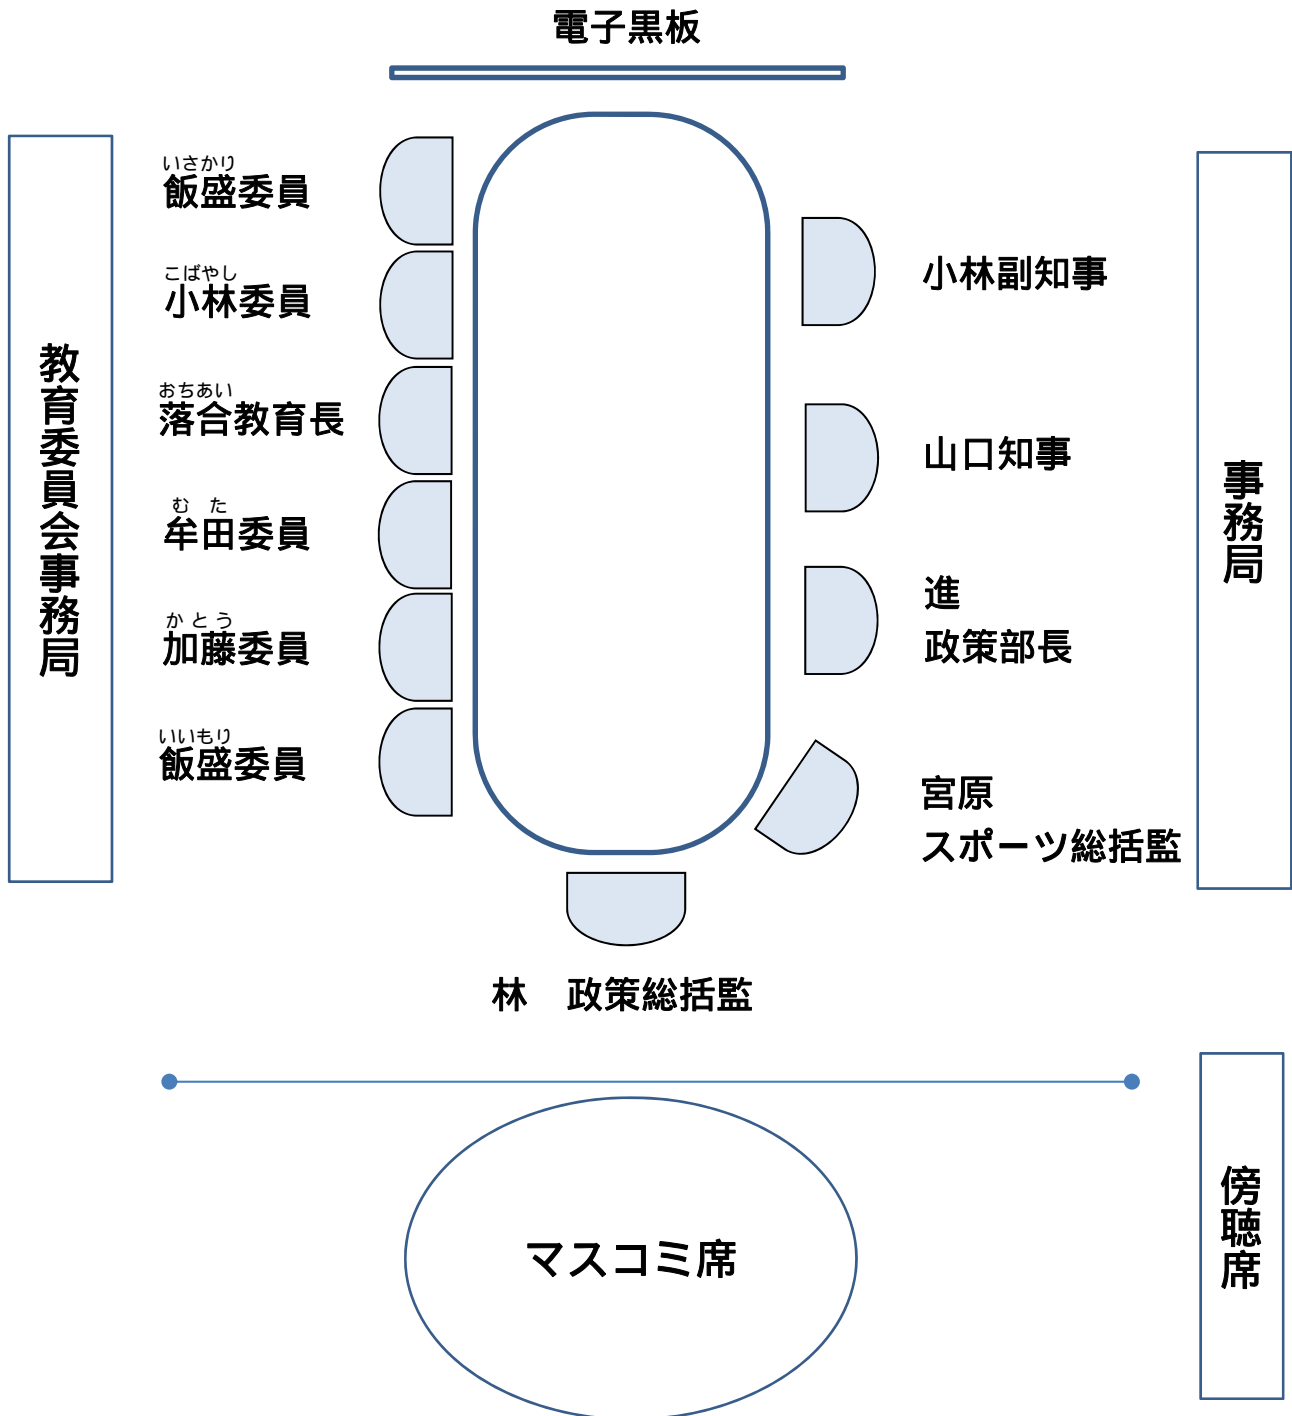 電子黒板
教育委員会事務局
いさかり
飯盛委員
こばやし
小林委員
おちあい
落合教育長
む た
牟田委員
かとう
加藤委員
いいもり
飯盛委員
小林副知事
山口知事
進
政策部長
宮原
スポーツ総括監
事務局
林 政策総括監
マスコミ席
傍聴席